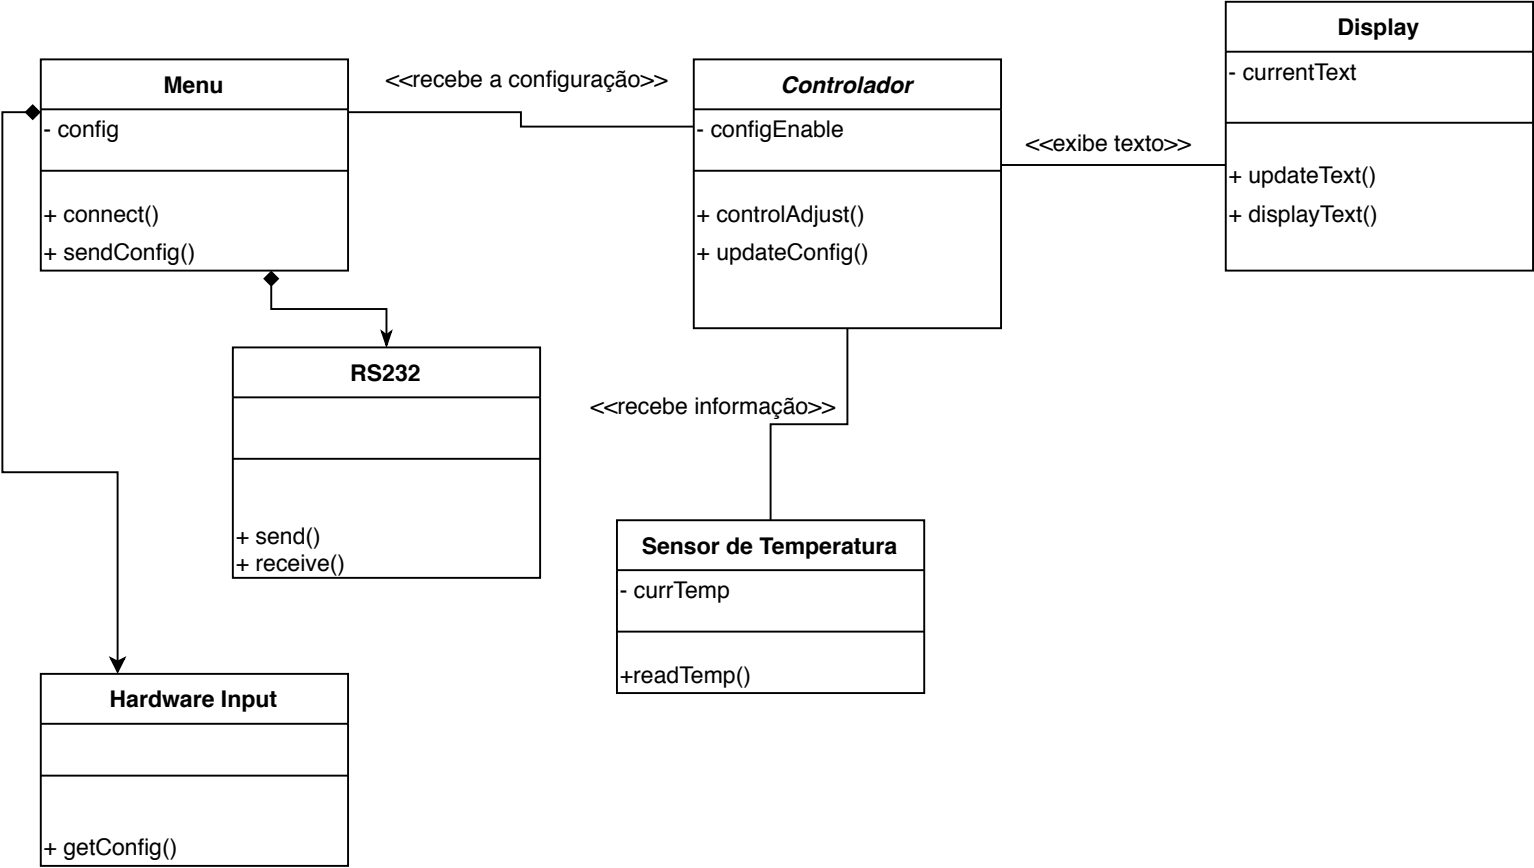 Menu
- config
+ connect()
+ sendConfig()
<<recebe a configuração>>
Controlador
- configEnable
+ controlAdjust()
+ updateConfig()
<<exibe texto>>
Display
- currentText
+ updateText()
+ displayText()
RS232
+ send()
+ receive()
<<recebe informação>>
Sensor de Temperatura
- currTemp
+readTemp()
Hardware Input
+ getConfig()